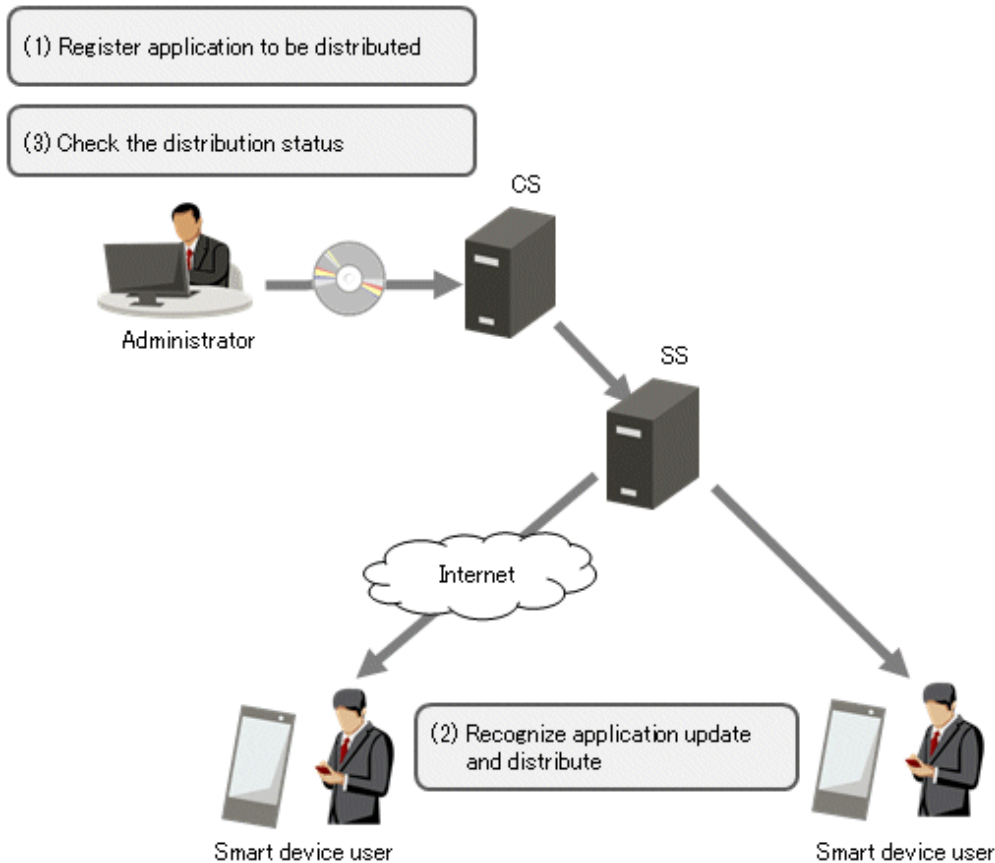 (1) Register application to be distributed
(3) Check the distribution status
CS
Administrator
SS
Internet
(2) Recognize application update
and distribute
Smart device user
Smart device user